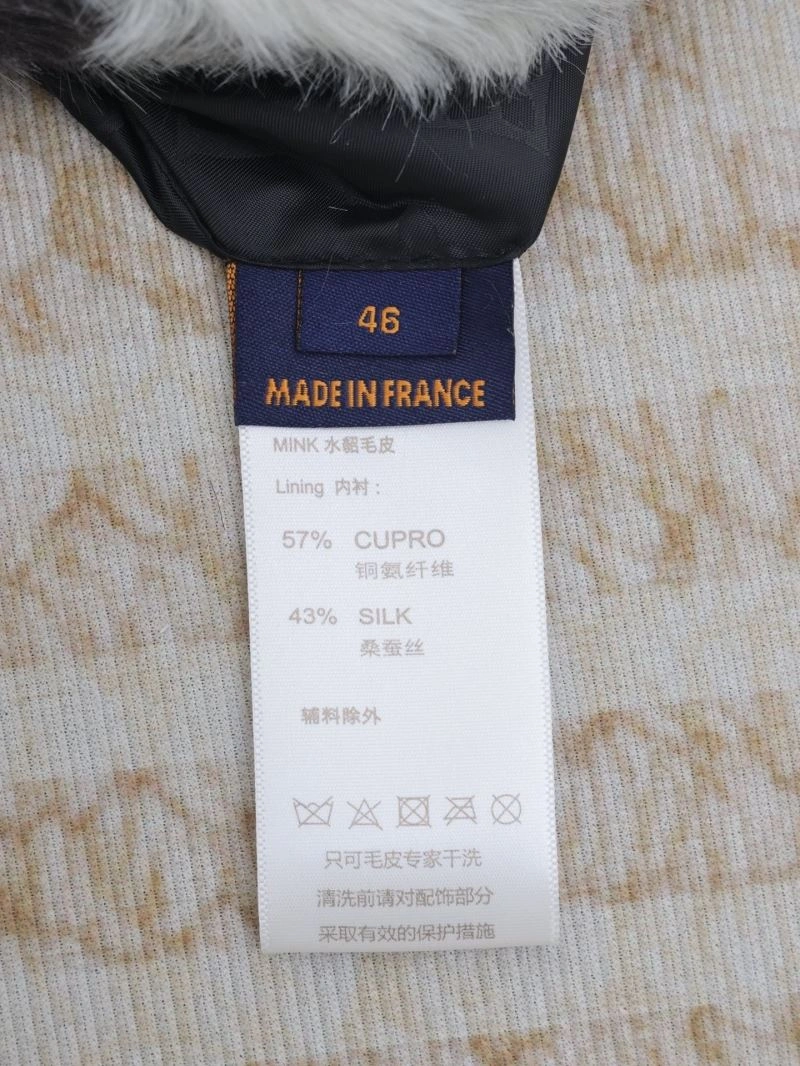 46
MADE IN FRANCE
MINK 水貂毛皮
Lining 内衬：
57% CUPRO
铜氨纤维
43% SILK
桑蚕丝
辅料除外
只可毛皮专家干洗
清洗前请对配饰部分
采取有效的保护措施